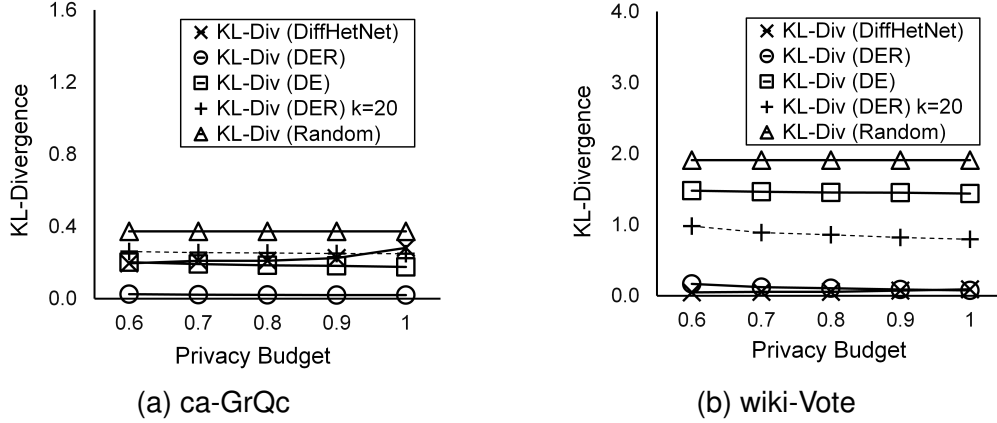 1.6
1.2
0.8
0.4
0.0
KL-Divergence
KL-Div (DiffHetNet)
KL-Div (DER)
KL-Div (DE)
KL-Div (DER) k=20
KL-Div (Random)
0.6 0.7 0.8 0.9 1
Privacy Budget
(a) ca-GrQc
4.0
3.0
2.0
1.0
0.0
KL-Divergence
KL-Div (DiffHetNet)
KL-Div (DER)
KL-Div (DE)
KL-Div (DER) k=20
KL-Div (Random)
0.6 0.7 0.8 0.9 1
Privacy Budget
(b) wiki-Vote